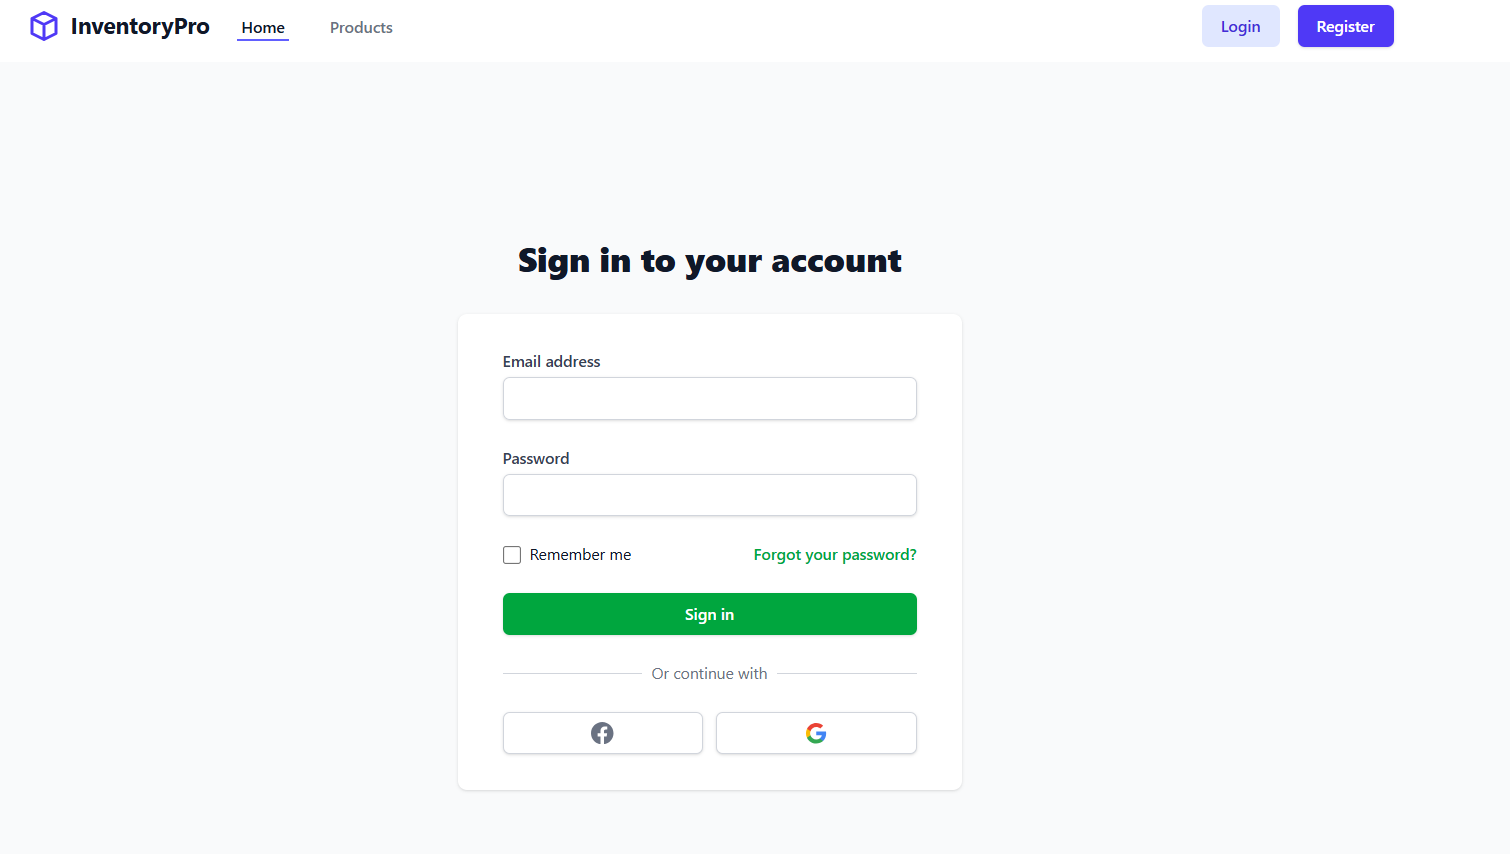 InventoryPro Home Products Login Register
Sign in to your account
Email address
Password
Remember me Forgot your password?
Sign in
Or continue with